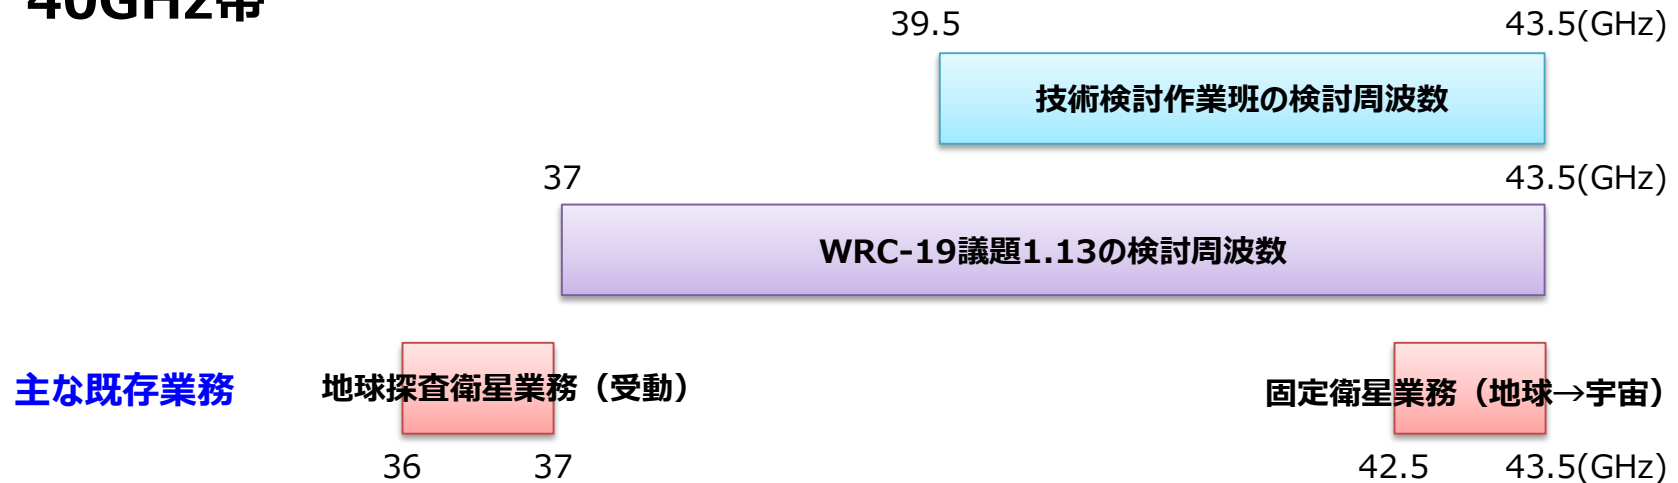 40GHz帯
39.5 43.5(GHz)
技術検討作業班の検討周波数
37 43.5(GHz)
WRC-19議題1.13の検討周波数
主な既存業務 地球探査衛星業務（受動） 固定衛星業務（地球→宇宙）
36 37 42.5 43.5(GHz)